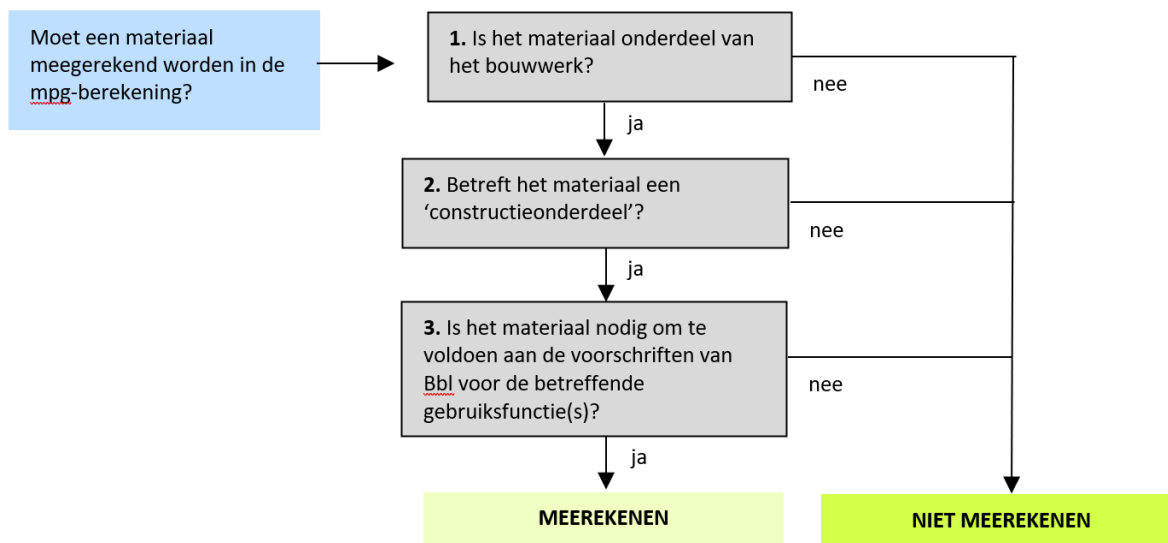 Moet een materiaal
meegerekend worden in de
mpg-berekening?
1. Is het materiaal onderdeel van
het bouwwerk?
nee
ja
2. Betreft het materiaal een
‘constructieonderdeel’?
nee
ja
3. Is het materiaal nodig om te
voldoen aan de voorschriften van
Bbl voor de betreffende
gebruiksfunctie(s)?
nee
ja
MEEREKENEN
NIET MEEREKENEN